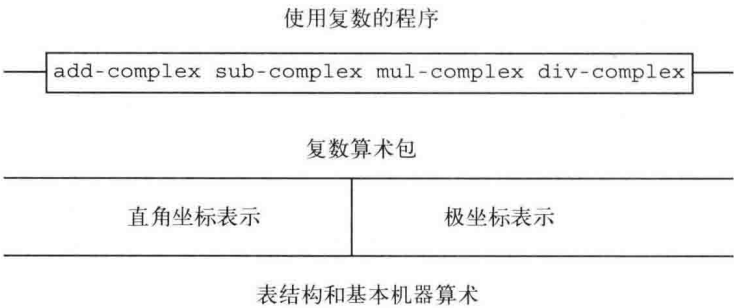 使用复数的程序
add-complex sub-complex mul-complex div-complex
复数算术包
直角坐标表示 极坐标表示
表结构和基本机器算术